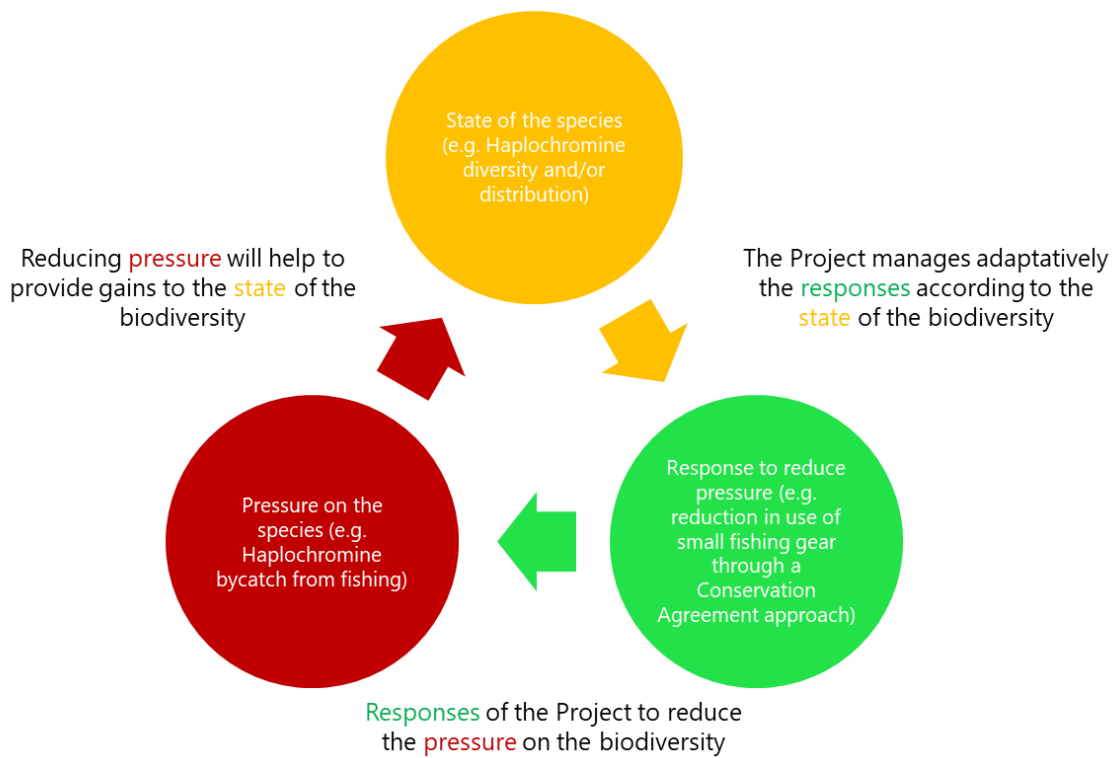 State of the species
(e.g. Haplochromine
diversity and/or
distribution)
Reducing pressure will help to
provide gains to the state of the
biodiversity
The Project manages adaptatively
the responses according to the
state of the biodiversity
Pressure on the
species (e.g.
Haplochromine
bycatch from fishing)
Response to reduce
pressure (e.g.
reduction in use of
small fishing gear
through a
Conservation
Agreement approach)
Responses of the Project to reduce
the pressure on the biodiversity